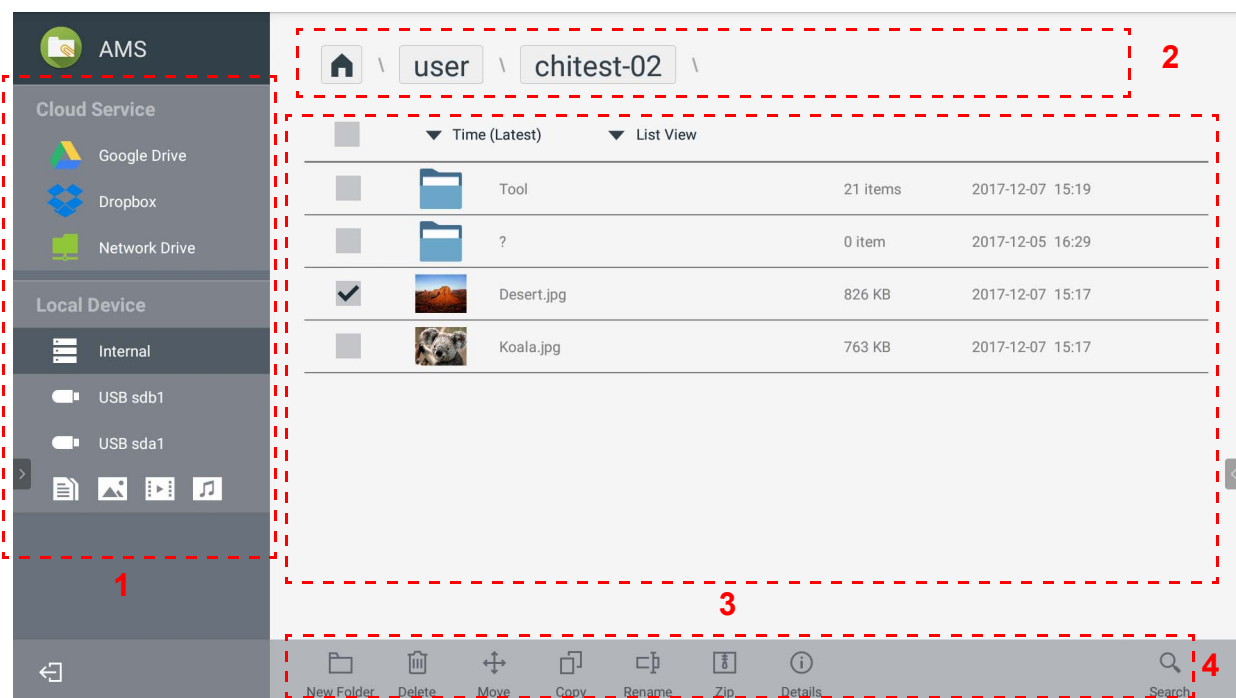 AMS
Cloud Service
Google Drive
Dropbox
Network Drive
Local Device
Internal
USB sdb1
USB sda1
1
\ user \ chitest-02 \
2
Time (Latest) List View
Tool 21 items 2017-12-07 15:19
? 0 item 2017-12-05 16:29
Desert.jpg 826 KB 2017-12-07 15:17
Koala.jpg 763 KB 2017-12-07 15:17
3
New Folder Delete Move Copy Rename Zip Details Search
4